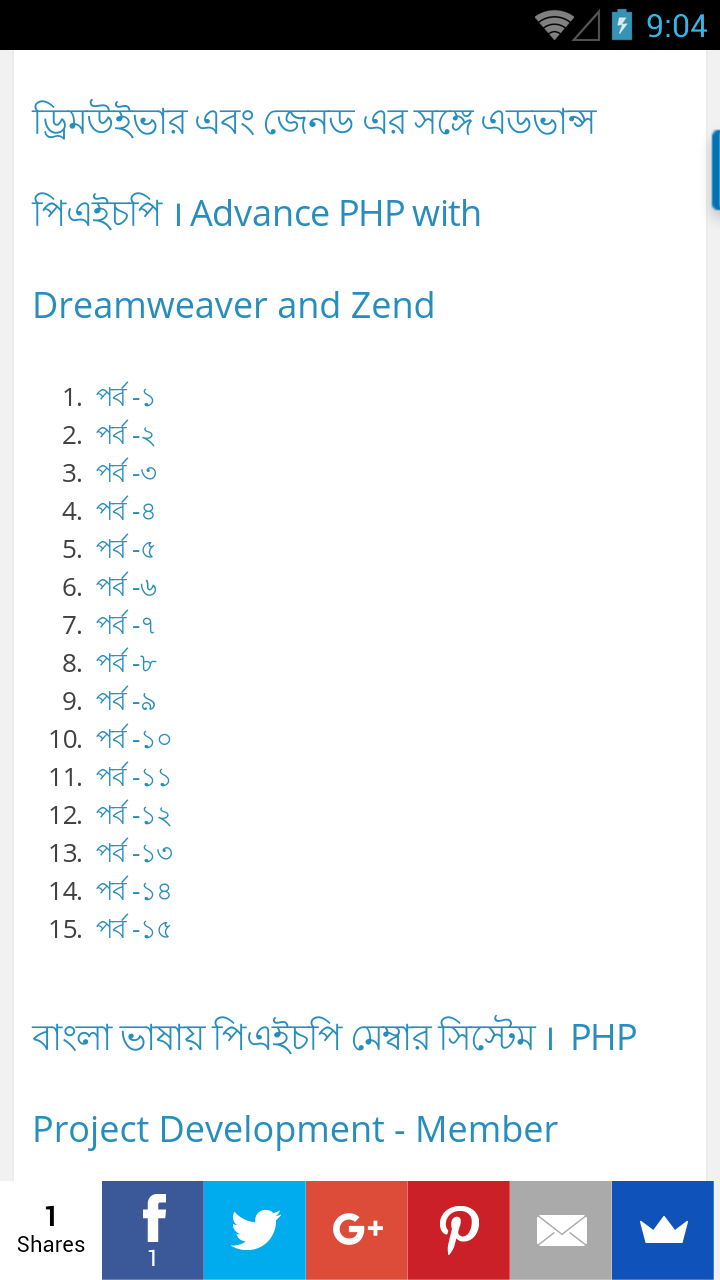 9:04
ড্রিমউইভার এবং জেনড এর সঙ্গে এডভান্স
পিএইচপি । Advance PHP with
Dreamweaver and Zend
1. পর্ব -১
2. পর্ব -২
3. পর্ব -৩
4. পর্ব -৪
5. পর্ব -৫
6. পর্ব -৬
7. পর্ব -৭
8. পর্ব -৮
9. পর্ব -৯
10. পর্ব -১০
11. পর্ব -১১
12. পর্ব -১২
13. পর্ব -১৩
14. পর্ব -১৪
15. পর্ব -১৫
বাংলা ভাষায় পিএইচপি মেম্বার সিস্টেম । PHP
Project Development - Member
1
Shares
f
1
G+